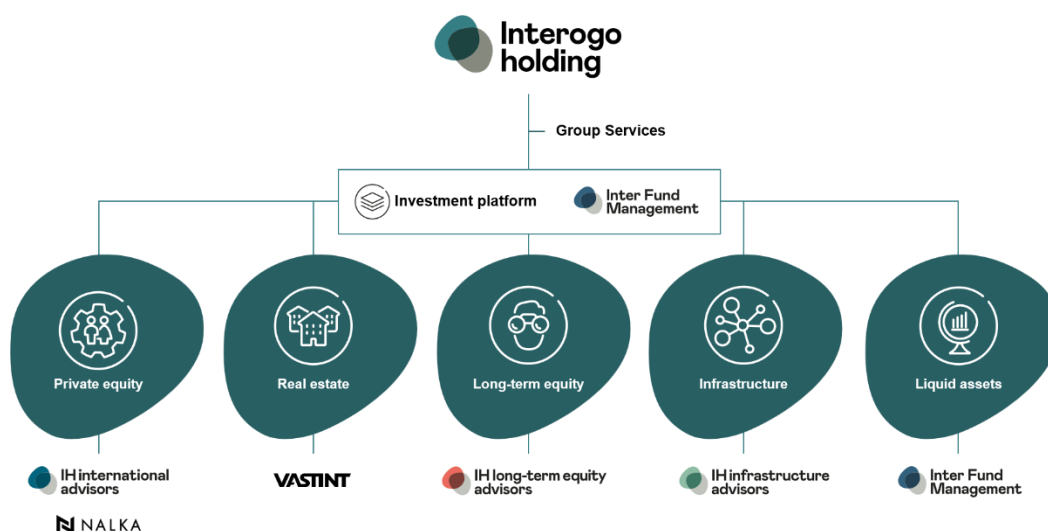 Interogo
holding
Group Services
Investment platform
Inter Fund
Management
Private equity
Real estate
Long-term equity
Infrastructure
Liquid assets
IH international
advisors
VASTINT
IH long-term equity
advisors
IH infrastructure
advisors
Inter Fund
Management
NALKA